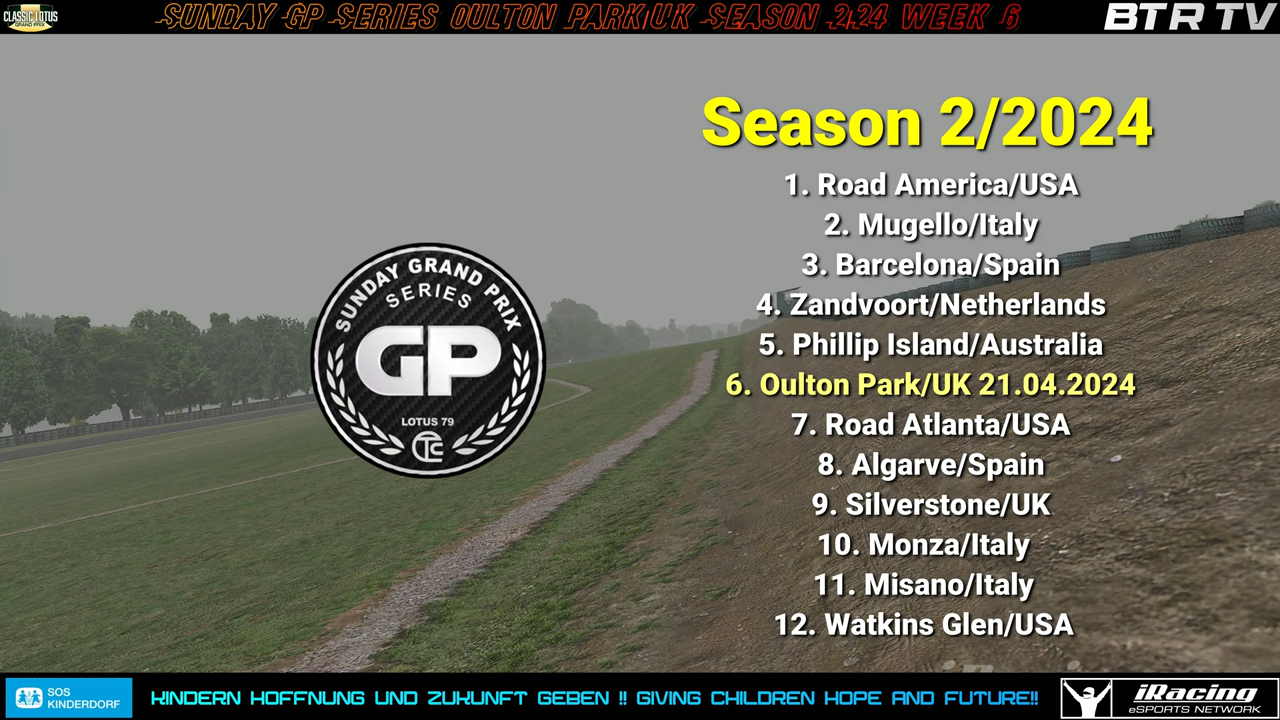 CLASSIC LOTUS
GRAND PRIX
SUNDAY GP SERIES OULTON PARK/UK SEASON 2/24 WEEK 6
BTR TV
Season 2/2024
1. Road America/USA
2. Mugello/Italy
3. Barcelona/Spain
4. Zandvoort/Netherlands
5. Phillip Island/Australia
6. Oulton Park/UK 21.04.2024
7. Road Atlanta/USA
8. Algarve/Spain
9. Silverstone/UK
10. Monza/Italy
11. Misano/Italy
12. Watkins Glen/USA
SUNDAY GRAND PRIX
SERIES
GP
LOTUS 79
SOS
KINDERDORF
KINDERN HOFFNUNG UND ZUKUNFT GEBEN !! GIVING CHILDREN HOPE AND FUTURE!!
iRacing
eSPORTS NETWORK